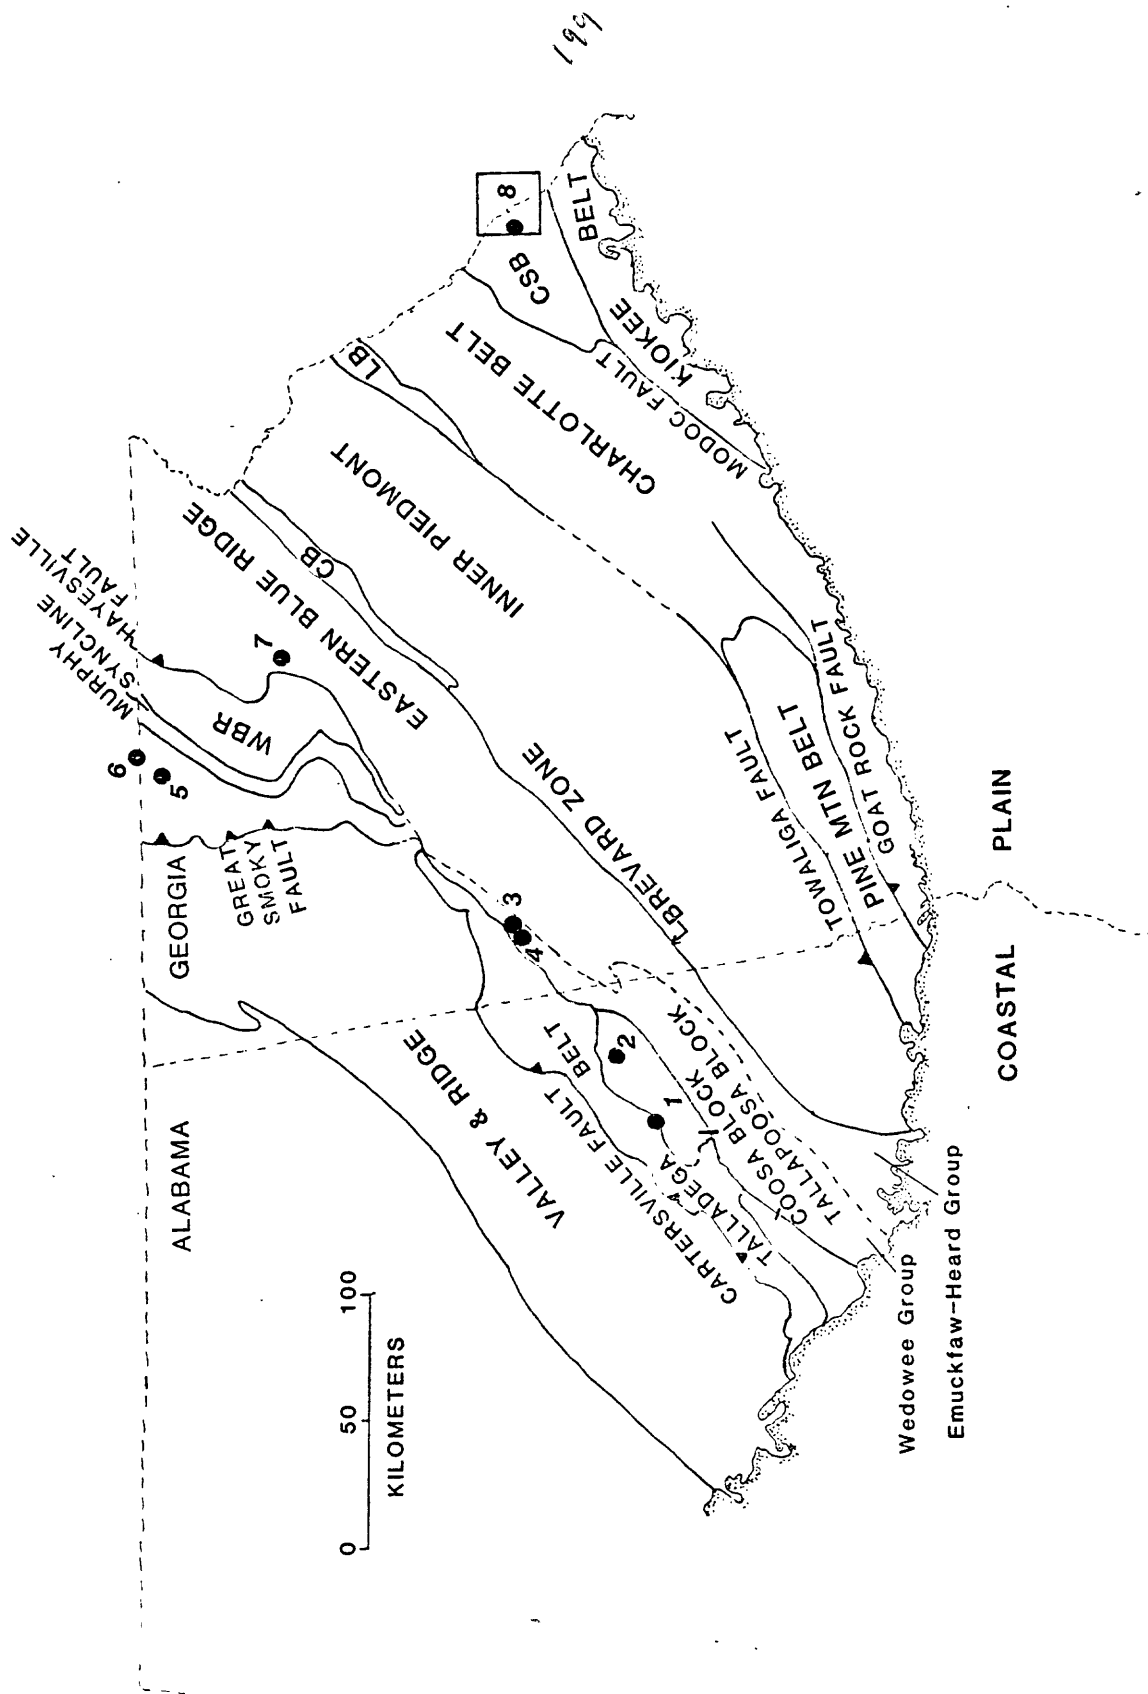 199
ALABAMA
GEORGIA
GREAT
SMOKY
FAULT
6
5
MURPHY
SYNCLINE
HAYESVILLE
FAULT
WBR
7
EASTERN BLUE RIDGE
CB
INNER PIEDMONT
LB
CHARLOTTE BELT
CSB
8
KIOKEE BELT
MODOC FAULT
VALLEY & RIDGE
CARTERSVILLE FAULT
TALLADEGA BELT
1
2
3
4
COOSA BLOCK
TALLAPOOSA BLOCK
BREVARD ZONE
TOWALIGA FAULT
PINE MTN BELT
GOAT ROCK FAULT
0 50 100
KILOMETERS
Wedowee Group
Emuckfaw-Heard Group
COASTAL PLAIN